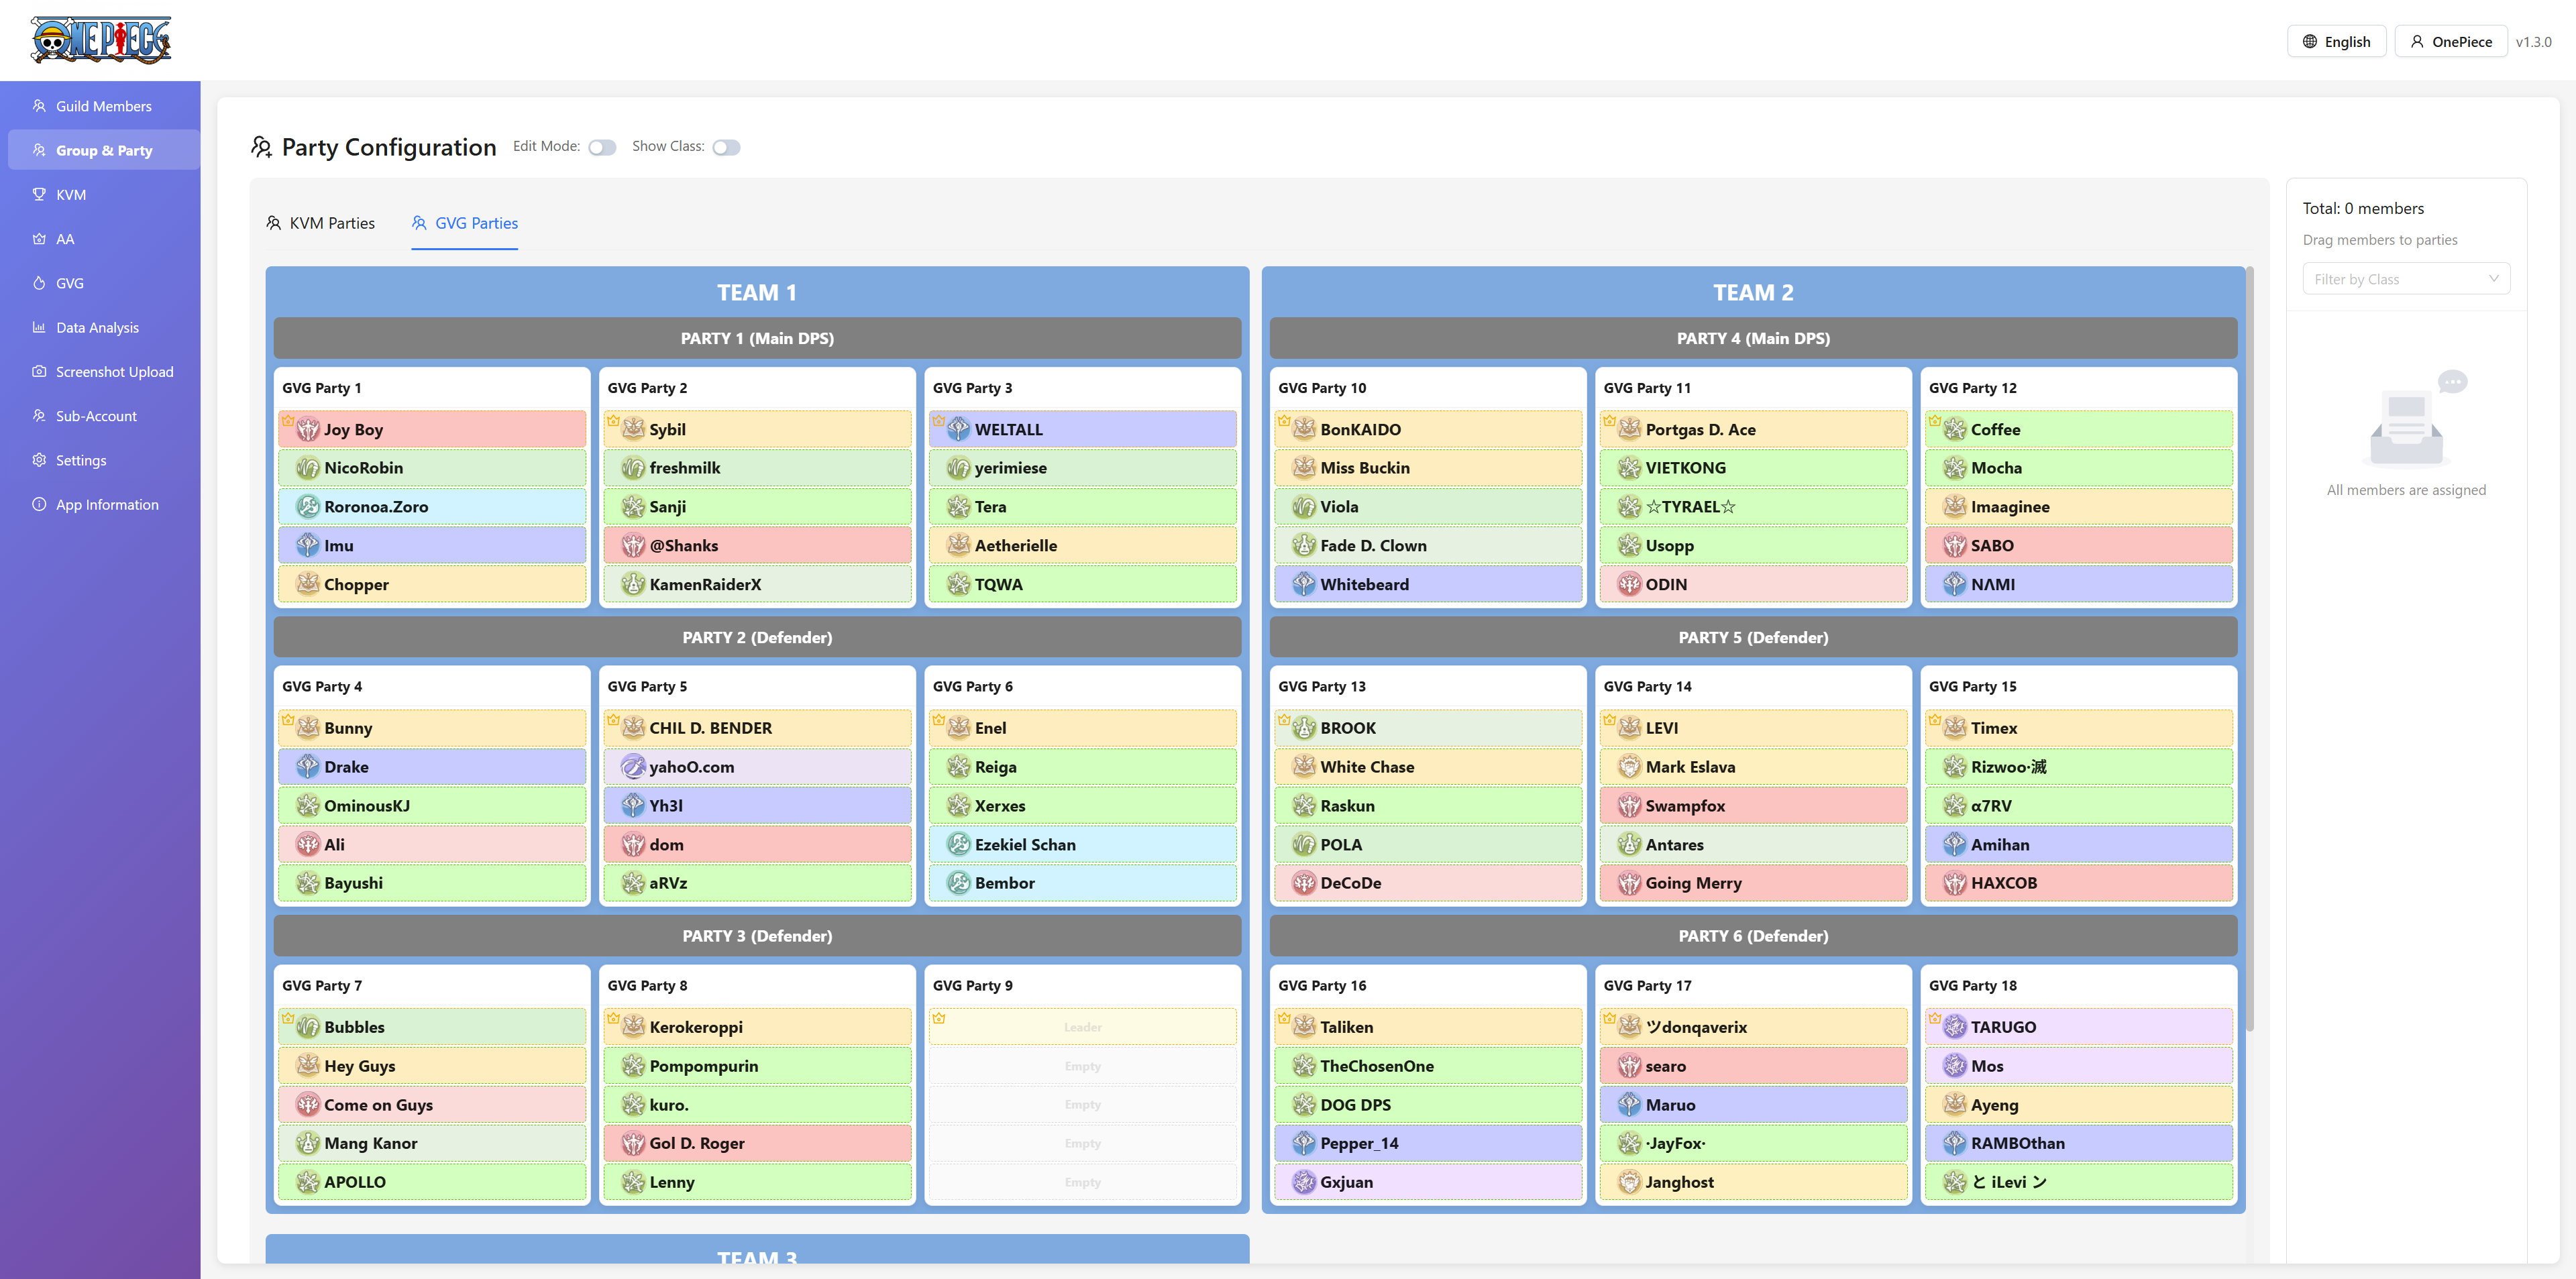 ONE PIECE
English
OnePiece
v1.3.0
Guild Members
Group & Party
KVM
AA
GVG
Data Analysis
Screenshot Upload
Sub-Account
Settings
App Information
Party Configuration
Edit Mode:
Show Class:
KVM Parties
GVG Parties
TEAM 1
PARTY 1 (Main DPS)
GVG Party 1
Joy Boy
NicoRobin
Roronoa.Zoro
Imu
Chopper
GVG Party 2
Sybil
freshmilk
Sanji
@Shanks
KamenRaiderX
GVG Party 3
WELTALL
yerimiese
Tera
Aetherielle
TQWA
PARTY 2 (Defender)
GVG Party 4
Bunny
Drake
OminousKJ
Ali
Bayushi
GVG Party 5
CHIL D. BENDER
yahoO.com
Yh3l
dom
aRVz
GVG Party 6
Enel
Reiga
Xerxes
Ezekiel Schan
Bembor
PARTY 3 (Defender)
GVG Party 7
Bubbles
Hey Guys
Come on Guys
Mang Kanor
APOLLO
GVG Party 8
Kerokeroppi
Pompompurin
kuro.
Gol D. Roger
Lenny
GVG Party 9
Leader
Empty
Empty
Empty
Empty
TEAM 2
PARTY 4 (Main DPS)
GVG Party 10
BonKAIDO
Miss Buckin
Viola
Fade D. Clown
Whitebeard
GVG Party 11
Portgas D. Ace
VIETKONG
☆TYRAEL☆
Usopp
ODIN
GVG Party 12
Coffee
Mocha
Imaaginee
SABO
NΛMI
PARTY 5 (Defender)
GVG Party 13
BROOK
White Chase
Raskun
POLA
DeCoDe
GVG Party 14
LEVI
Mark Eslava
Swampfox
Antares
Going Merry
GVG Party 15
Timex
Rizwoo·滅
α7RV
Amihan
HAXCOB
PARTY 6 (Defender)
GVG Party 16
Taliken
TheChosenOne
DOG DPS
Pepper_14
Gxjuan
GVG Party 17
ツdonqaverix
searo
Maruo
·JayFox·
Janghost
GVG Party 18
TARUGO
Mos
Ayeng
RAMBOthan
と iLevi ン
TEAM 3
Total: 0 members
Drag members to parties
Filter by Class
All members are assigned